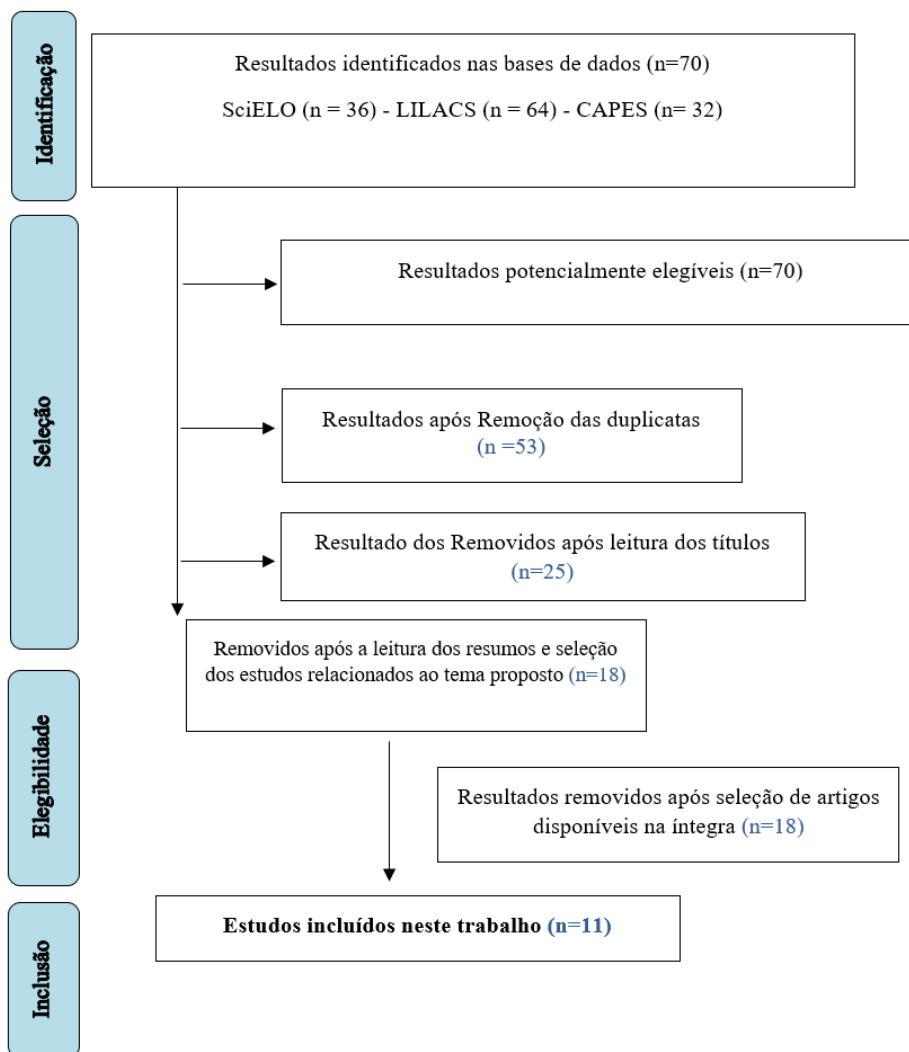 Identificação
Resultados identificados nas bases de dados (n=70)
SciELO (n = 36) - LILACS (n = 64) - CAPES (n= 32)
Seleção
Resultados potencialmente elegíveis (n=70)
Resultados após Remoção das duplicatas
(n =53)
Resultado dos Removidos após leitura dos títulos
(n=25)
Removidos após a leitura dos resumos e seleção
dos estudos relacionados ao tema proposto (n=18)
Elegibilidade
Resultados removidos após seleção de artigos
disponíveis na íntegra (n=18)
Inclusão
Estudos incluídos neste trabalho (n=11)